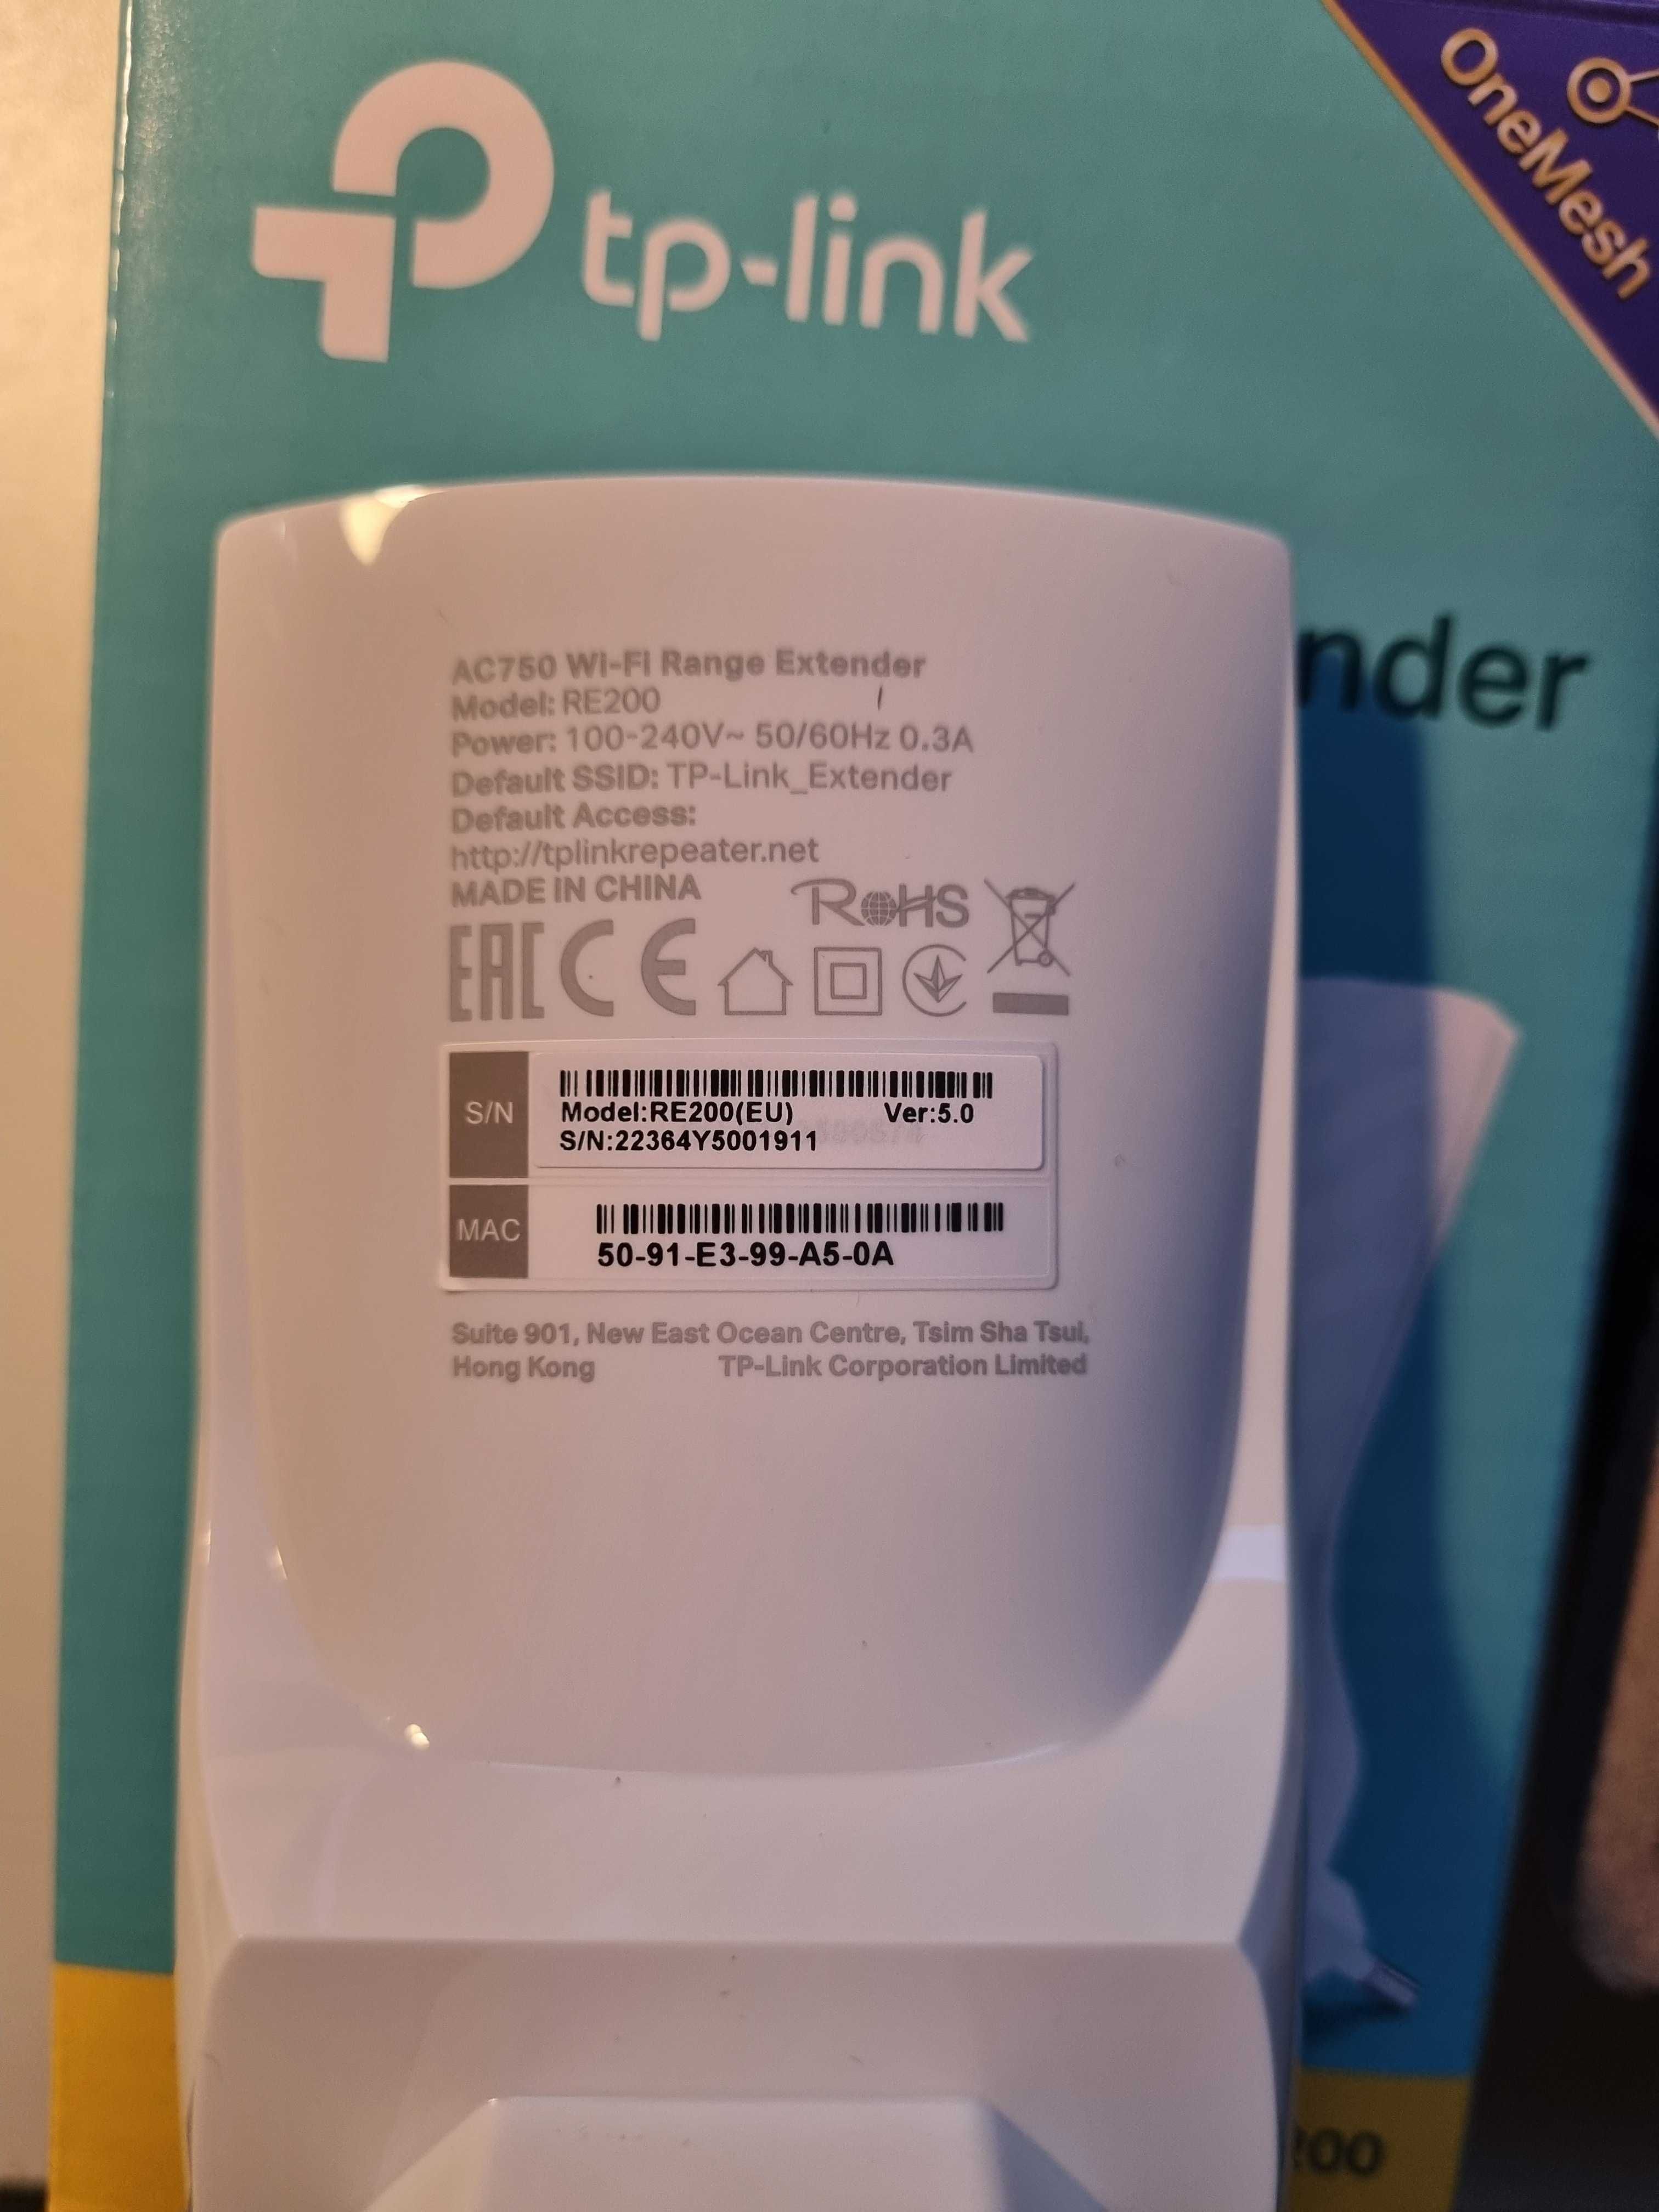 tp-link
OneMesh
nder
AC750 Wi-Fi Range Extender
Model: RE200
Power: 100-240V~ 50/60Hz 0.3A
Default SSID: TP-Link_Extender
Default Access:
http://tplinkrepeater.net
MADE IN CHINA
RoHS
EAC CE
S/N
Model:RE200(EU) Ver:5.0
S/N:22364Y5001911
MAC
50-91-E3-99-A5-0A
Suite 901, New East Ocean Centre, Tsim Sha Tsui,
Hong Kong TP-Link Corporation Limited
200